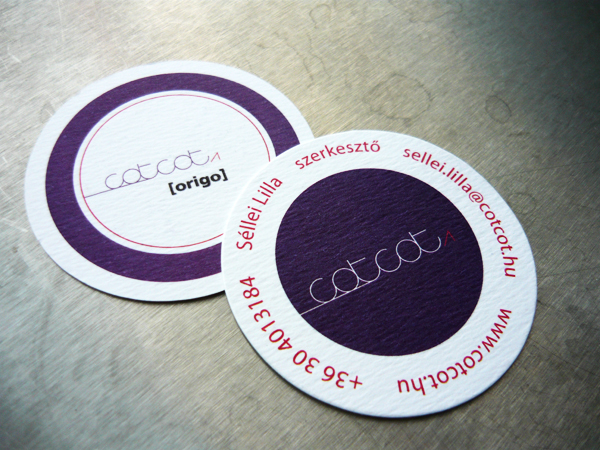 cotcot
[origo]
Séllei Lilla
szerkesztő
sellei.lilla@cotcot.hu
www.cotcot.hu
+36 30 4013184
cotcot